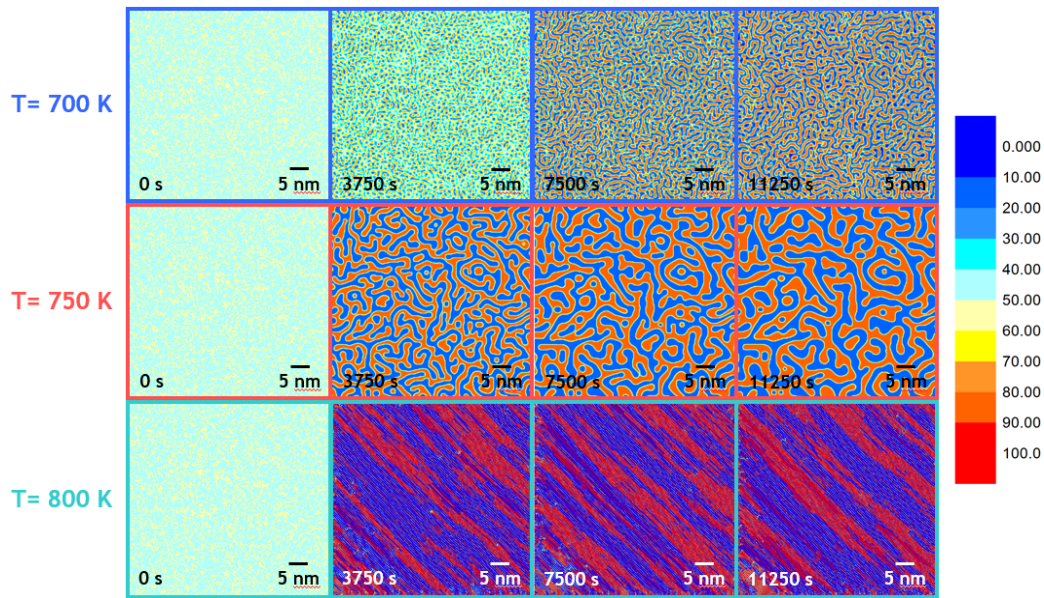 T= 700 K
0 s
5 nm
3750 s
5 nm
7500 s
5 nm
11250 s
5 nm
T= 750 K
0 s
5 nm
3750 s
5 nm
7500 s
5 nm
11250 s
5 nm
T= 800 K
0 s
5 nm
3750 s
5 nm
7500 s
5 nm
11250 s
5 nm
0.000
10.00
20.00
30.00
40.00
50.00
60.00
70.00
80.00
90.00
100.0